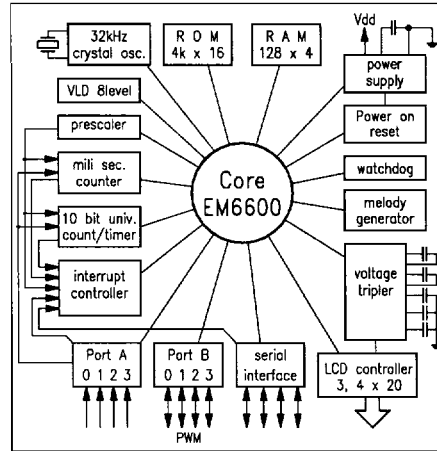 32kHz
crystal osc.
R O M
4k x 16
R A M
128 x 4
Vdd
power
supply
VLD 8level
Power on
reset
prescaler
mili sec.
counter
Core
EM6600
watchdog
melody
generator
10 bit univ.
count/timer
interrupt
controller
voltage
tripler
Port A
0 1 2 3
Port B
0 1 2 3
serial
interface
LCD controller
3, 4 x 20
PWM